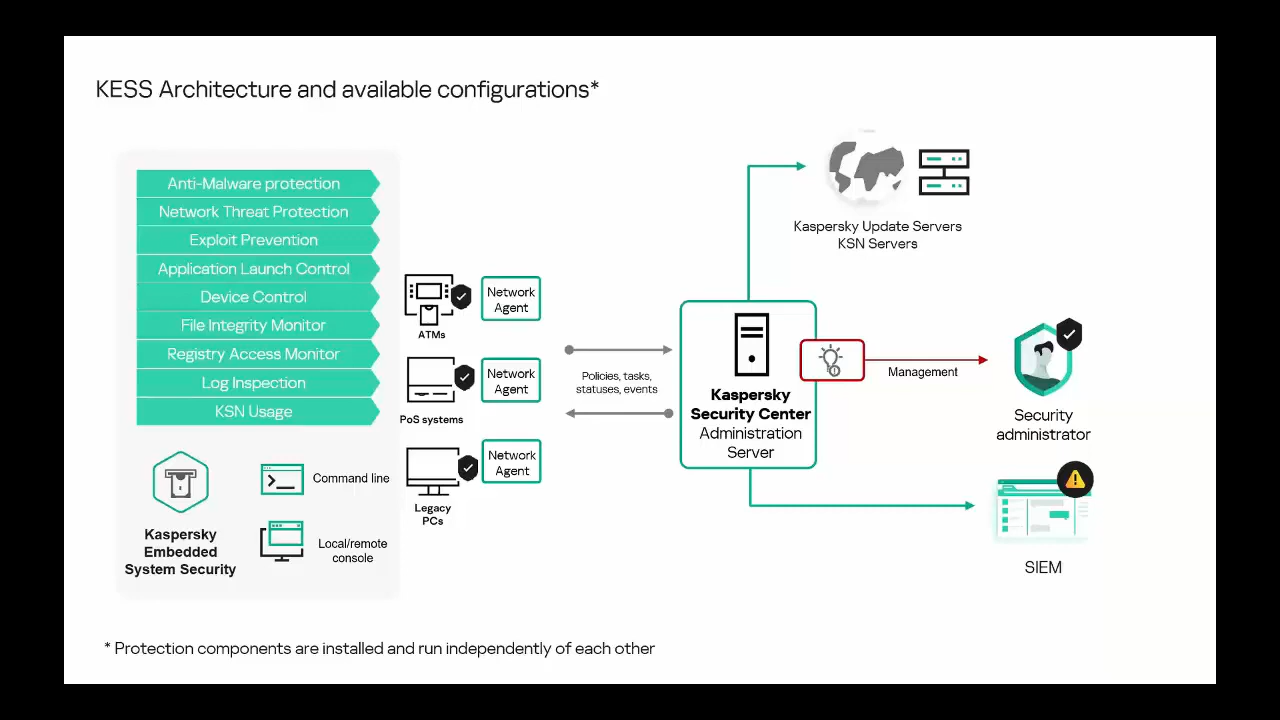 KESS Architecture and available configurations*
Anti-Malware protection
Network Threat Protection
Exploit Prevention
Application Launch Control
Device Control
File Integrity Monitor
Registry Access Monitor
Log Inspection
KSN Usage
Kaspersky
Embedded
System Security
Command line
Local/remote
console
ATMs
Network
Agent
PoS systems
Network
Agent
Legacy
PCs
Network
Agent
Policies, tasks,
statuses, events
Kaspersky
Security Center
Administration
Server
Kaspersky Update Servers
KSN Servers
Management
Security
administrator
SIEM
* Protection components are installed and run independently of each other